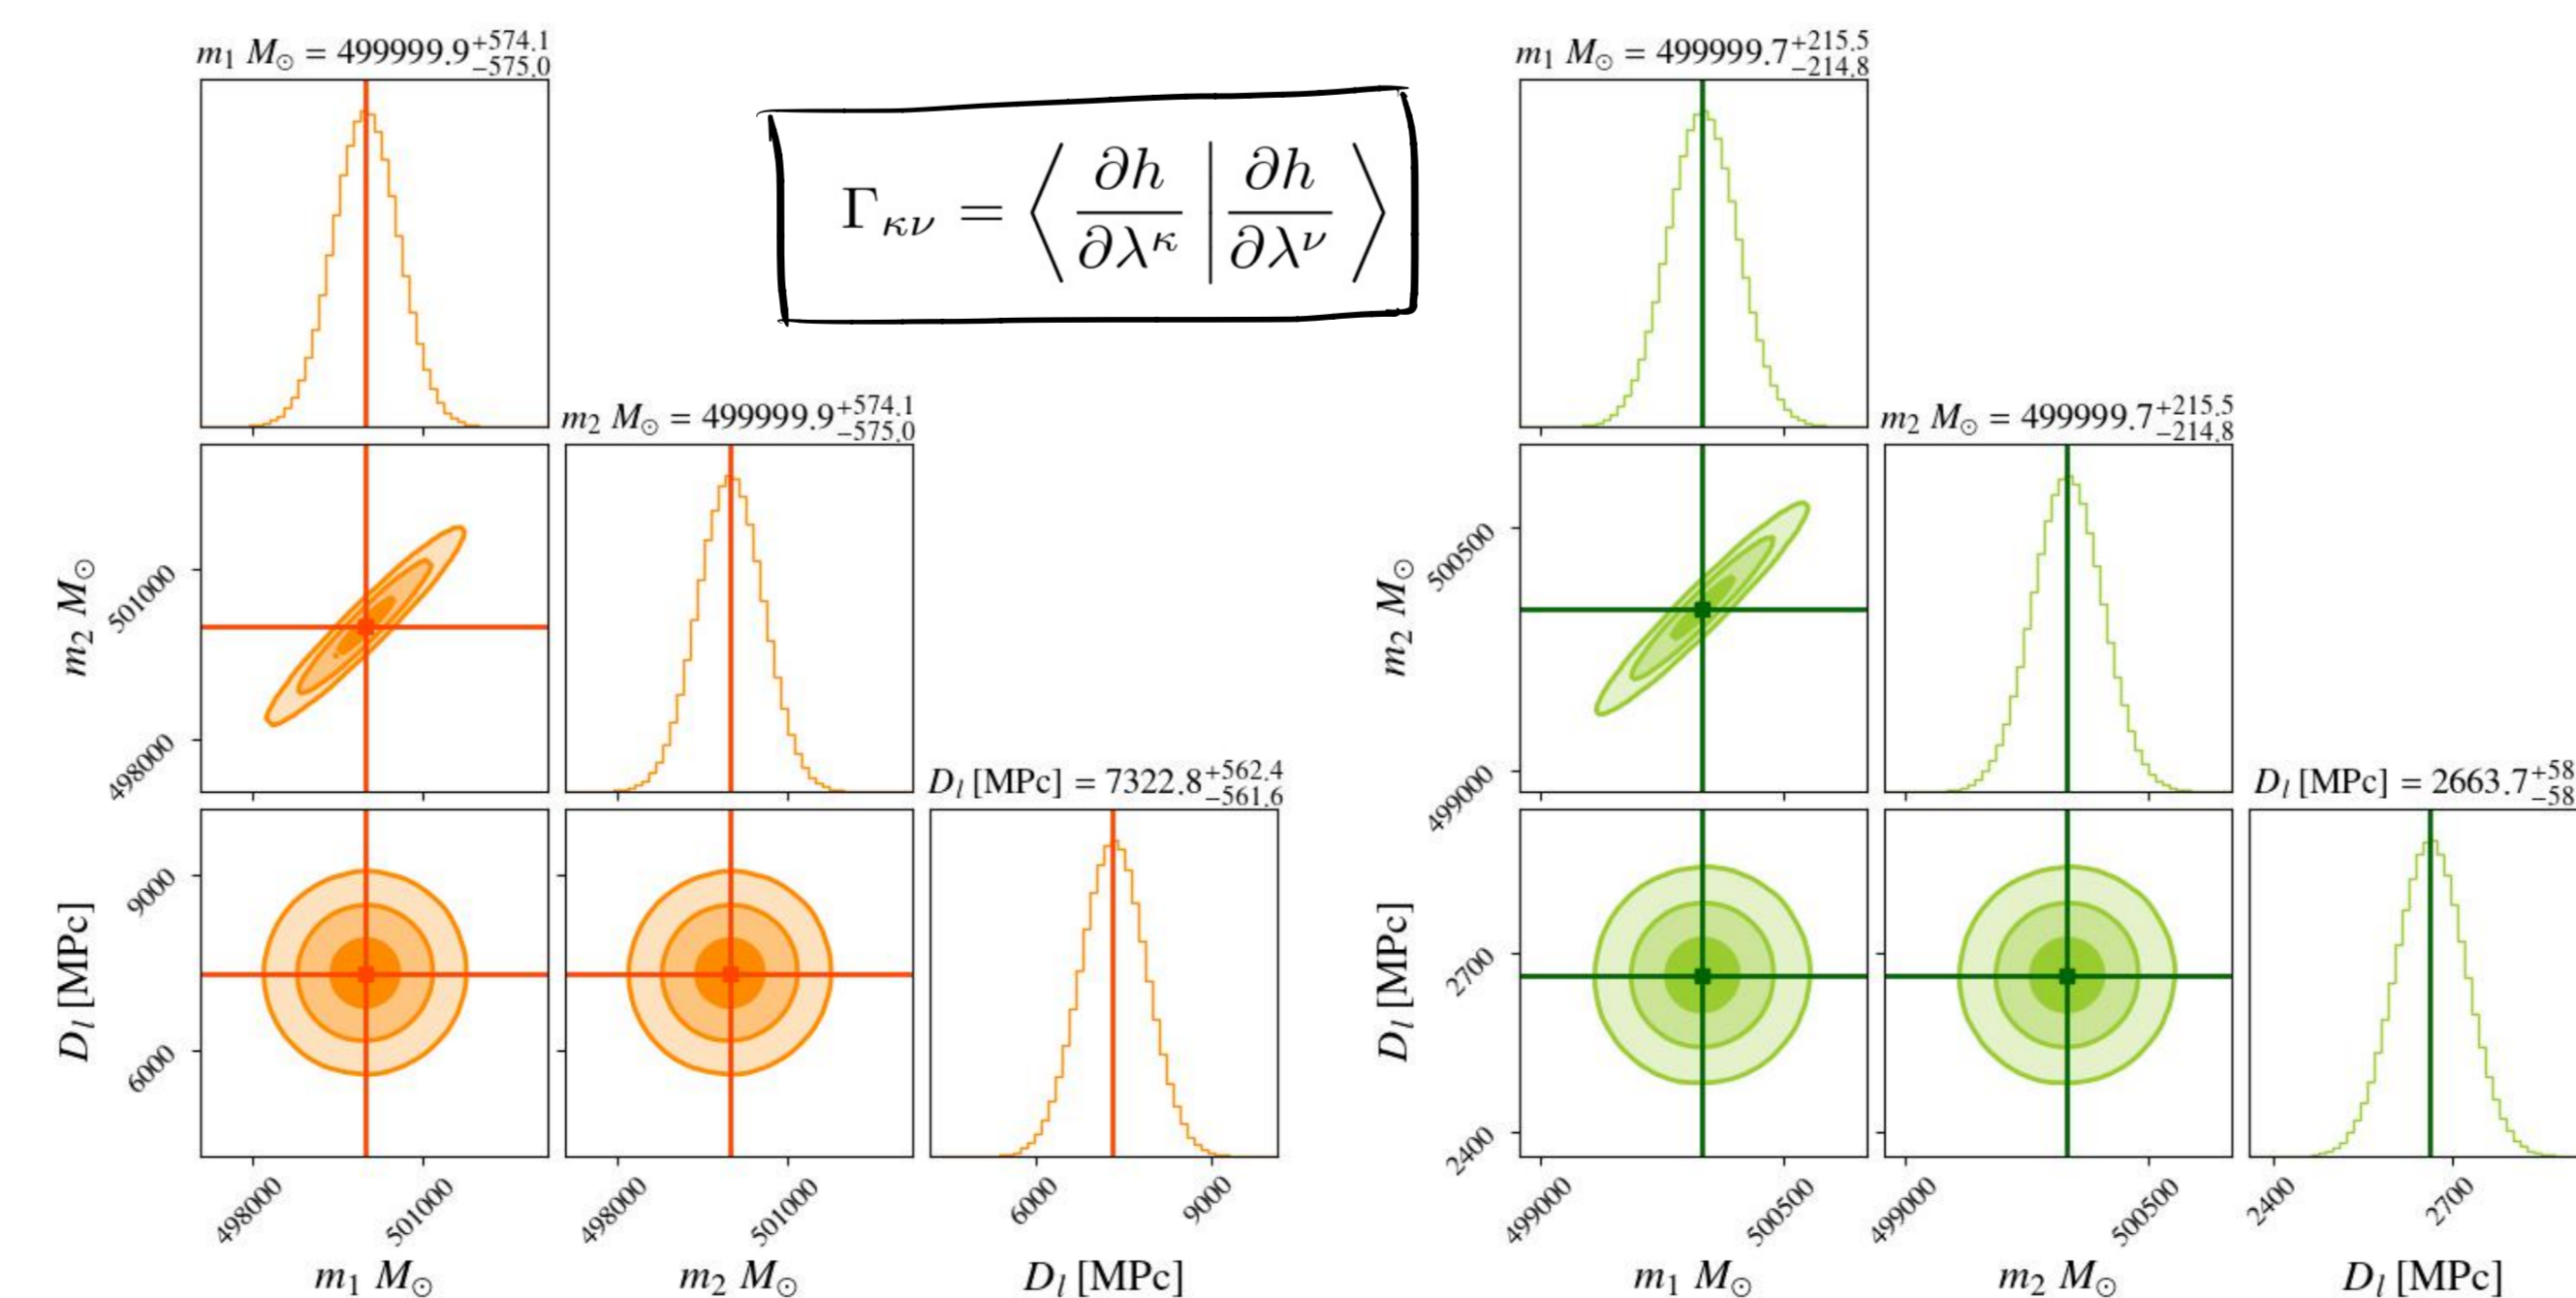 m₁ M☉ = 499999.9 +574.1 −575.0
m₂ M☉ = 499999.9 +574.1 −575.0
D_l [MPc] = 7322.8 +562.4 −561.6
m₂ M☉
501000
498000
D_l [MPc]
9000
6000
498000 501000
498000 501000
6000 9000
m₁ M☉
m₂ M☉
D_l [MPc]
Γ_κν = ⟨ ∂h/∂λ^κ | ∂h/∂λ^ν ⟩
m₁ M☉ = 499999.7 +215.5 −214.8
m₂ M☉ = 499999.7 +215.5 −214.8
D_l [MPc] = 2663.7 +58 −58
m₂ M☉
500500
499000
D_l [MPc]
2700
2400
499000 500500
499000 500500
2400 2700
m₁ M☉
m₂ M☉
D_l [MPc]